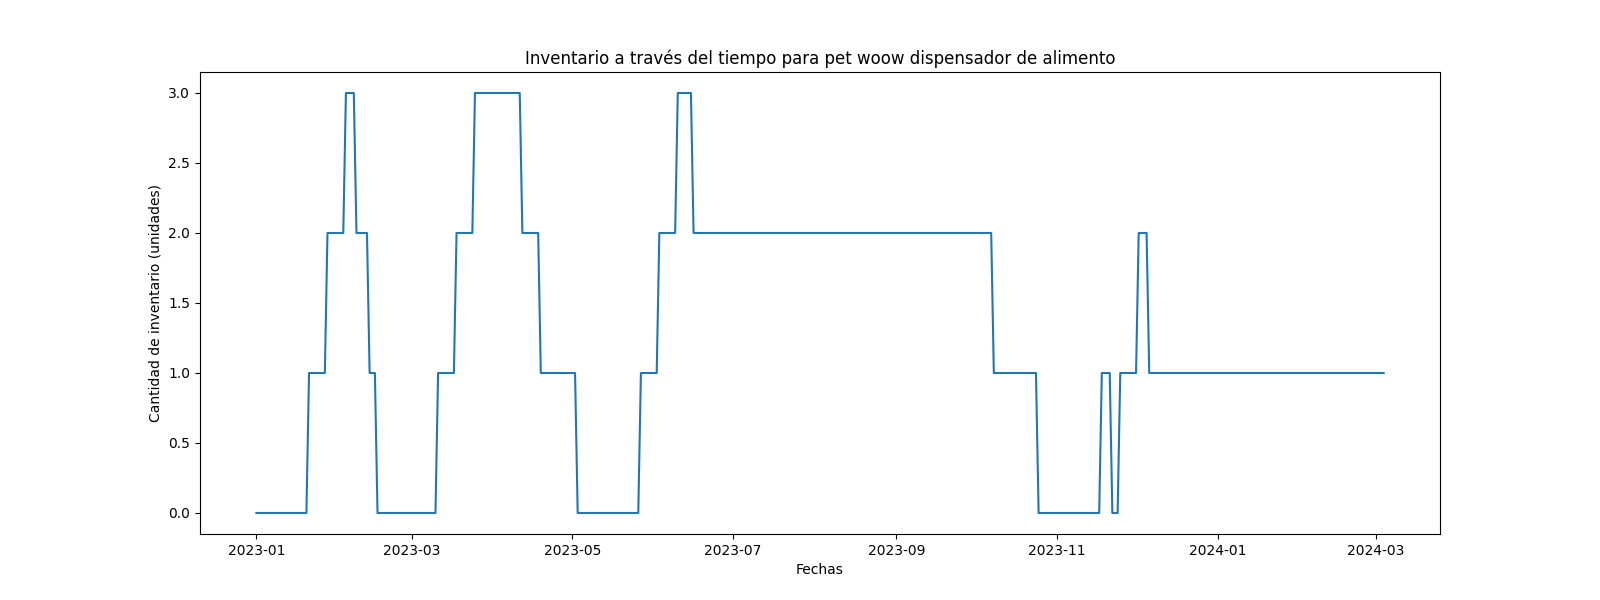 Inventario a través del tiempo para pet woow dispensador de alimento
Cantidad de inventario (unidades)
3.0
2.5
2.0
1.5
1.0
0.5
0.0
2023-01 2023-03 2023-05 2023-07 2023-09 2023-11 2024-01 2024-03
Fechas